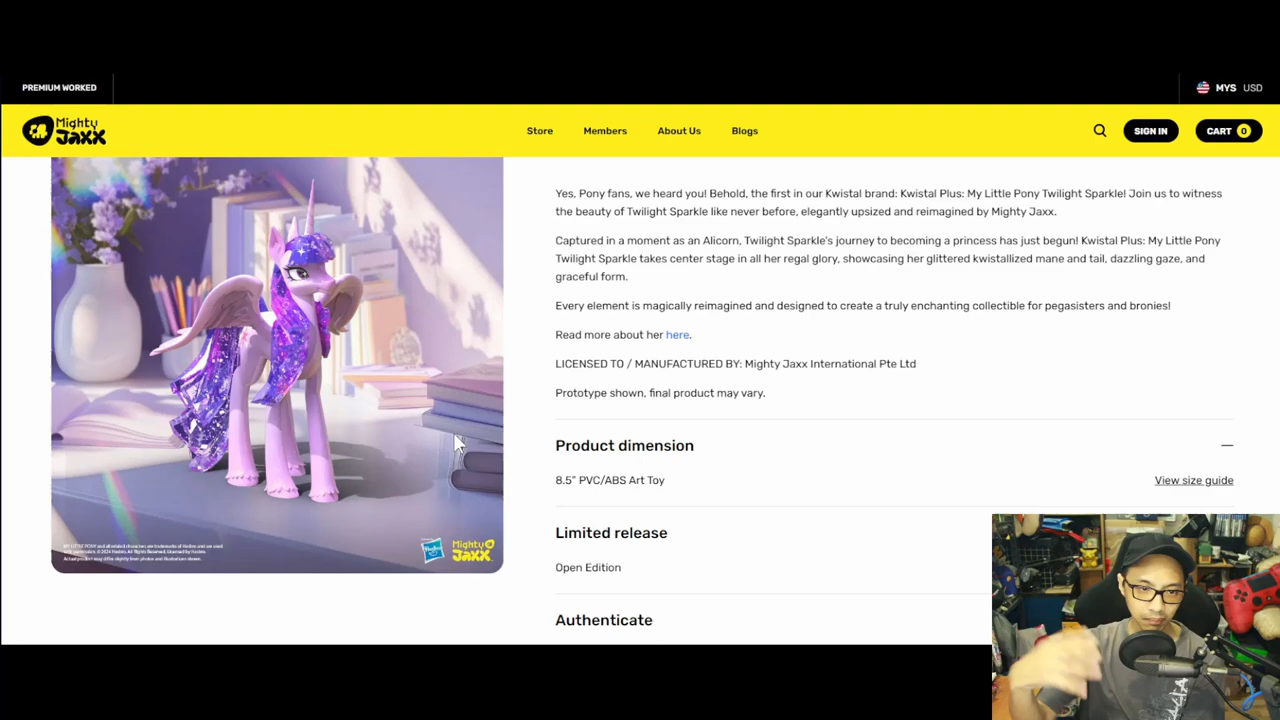 PREMIUM WORKED
MYS USD
Mighty Jaxx
Store
Members
About Us
Blogs
SIGN IN
CART 0
Yes, Pony fans, we heard you! Behold, the first in our Kwistal brand: Kwistal Plus: My Little Pony Twilight Sparkle! Join us to witness
the beauty of Twilight Sparkle like never before, elegantly upsized and reimagined by Mighty Jaxx.
Captured in a moment as an Alicorn, Twilight Sparkle's journey to becoming a princess has just begun! Kwistal Plus: My Little Pony
Twilight Sparkle takes center stage in all her regal glory, showcasing her glittered kwistallized mane and tail, dazzling gaze, and
graceful form.
Every element is magically reimagined and designed to create a truly enchanting collectible for pegasisters and bronies!
Read more about her here.
LICENSED TO / MANUFACTURED BY: Mighty Jaxx International Pte Ltd
Prototype shown, final product may vary.
Product dimension
8.5" PVC/ABS Art Toy
View size guide
Limited release
Open Edition
Authenticate
Hasbro
Mighty Jaxx